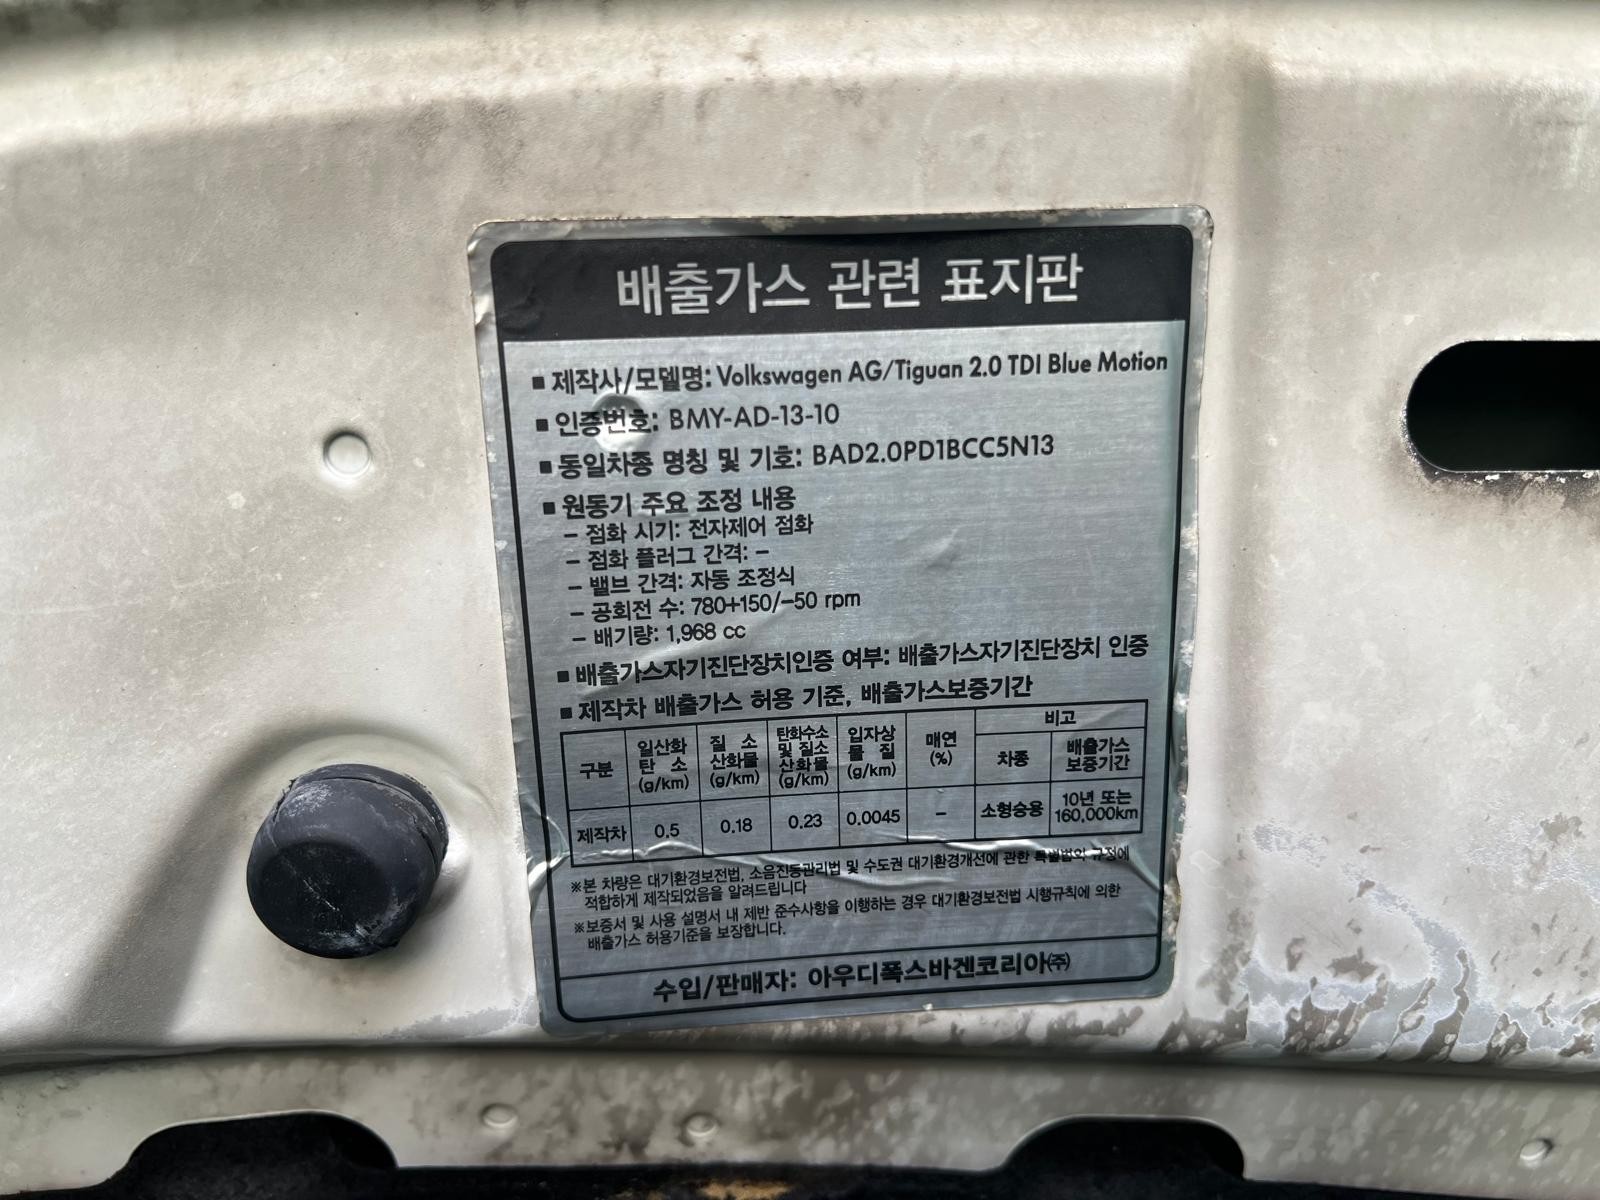 배출가스 관련 표지판
■ 제작사/모델명: Volkswagen AG/Tiguan 2.0 TDI Blue Motion
■ 인증번호: BMY-AD-13-10
■ 동일차종 명칭 및 기호: BAD2.0PD1BCC5N13
■ 원동기 주요 조정 내용
– 점화 시기: 전자제어 점화
– 점화 플러그 간격: –
– 밸브 간격: 자동 조정식
– 공회전 수: 780+150/−50 rpm
– 배기량: 1,968 cc
■ 배출가스자기진단장치인증 여부: 배출가스자기진단장치 인증
■ 제작차 배출가스 허용 기준, 배출가스보증기간
구분 일산화탄소 (g/km) 질소산화물 (g/km) 탄화수소 및 질소산화물 (g/km) 입자상물질 (g/km) 매연 (%) 비고
차종 배출가스 보증기간
제작차 0.5 0.18 0.23 0.0045 – 소형승용 10년 또는 160,000km
※본 차량은 대기환경보전법, 소음진동관리법 및 수도권 대기환경개선에 관한 특별법의 규정에
적합하게 제작되었음을 알려드립니다
※보증서 및 사용 설명서 내 제반 준수사항을 이행하는 경우 대기환경보전법 시행규칙에 의한
배출가스 허용기준을 보장합니다.
수입/판매자: 아우디폭스바겐코리아㈜